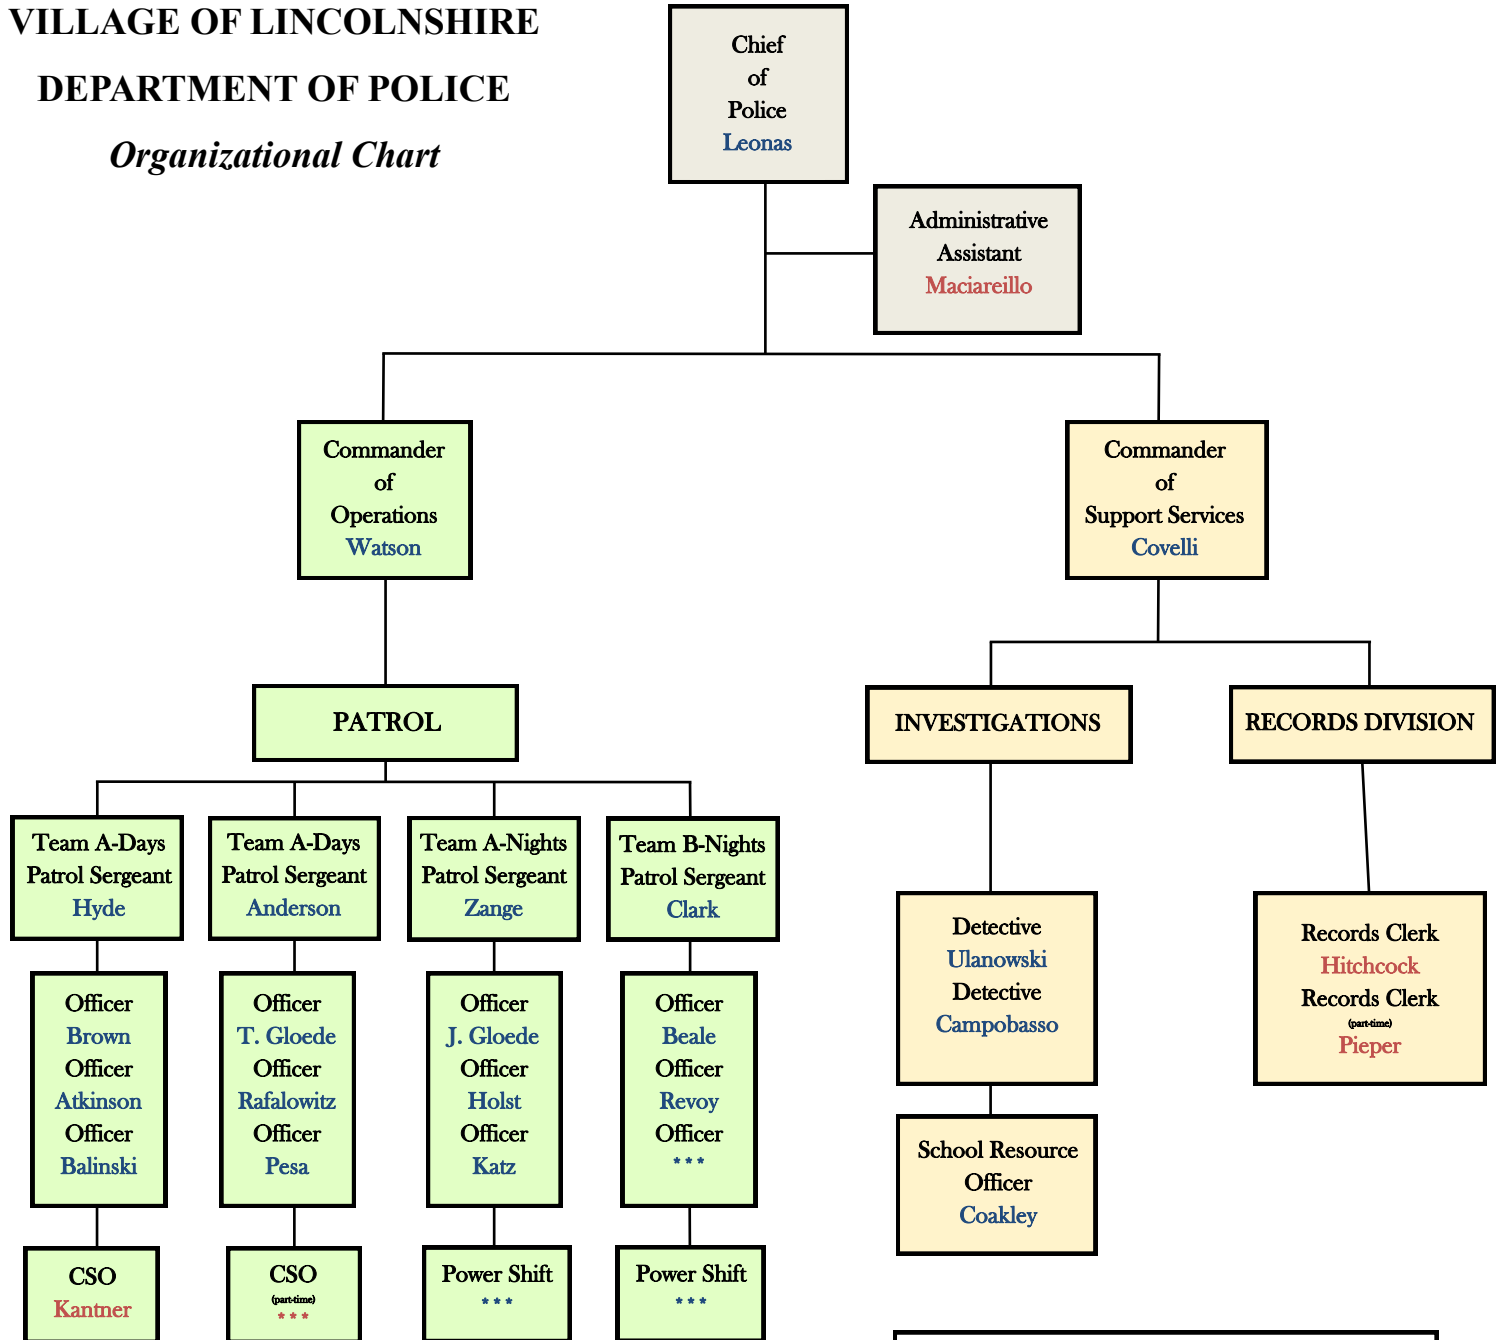 VILLAGE OF LINCOLNSHIRE
DEPARTMENT OF POLICE
Organizational Chart
Chief
of
Police
Leonas
Administrative
Assistant
Maciareillo
Commander
of
Operations
Watson
Commander
of
Support Services
Covelli
PATROL
INVESTIGATIONS
RECORDS DIVISION
Team A-Days
Patrol Sergeant
Hyde
Team A-Days
Patrol Sergeant
Anderson
Team A-Nights
Patrol Sergeant
Zange
Team B-Nights
Patrol Sergeant
Clark
Officer
Brown
Officer
Atkinson
Officer
Balinski
Officer
T. Gloede
Officer
Rafalowitz
Officer
Pesa
Officer
J. Gloede
Officer
Holst
Officer
Katz
Officer
Beale
Officer
Revoy
Officer
* * *
Detective
Ulanowski
Detective
Campobasso
Records Clerk
Hitchcock
Records Clerk
(part-time)
Pieper
School Resource
Officer
Coakley
CSO
Kantner
CSO
(part-time)
* * *
Power Shift
* * *
Power Shift
* * *